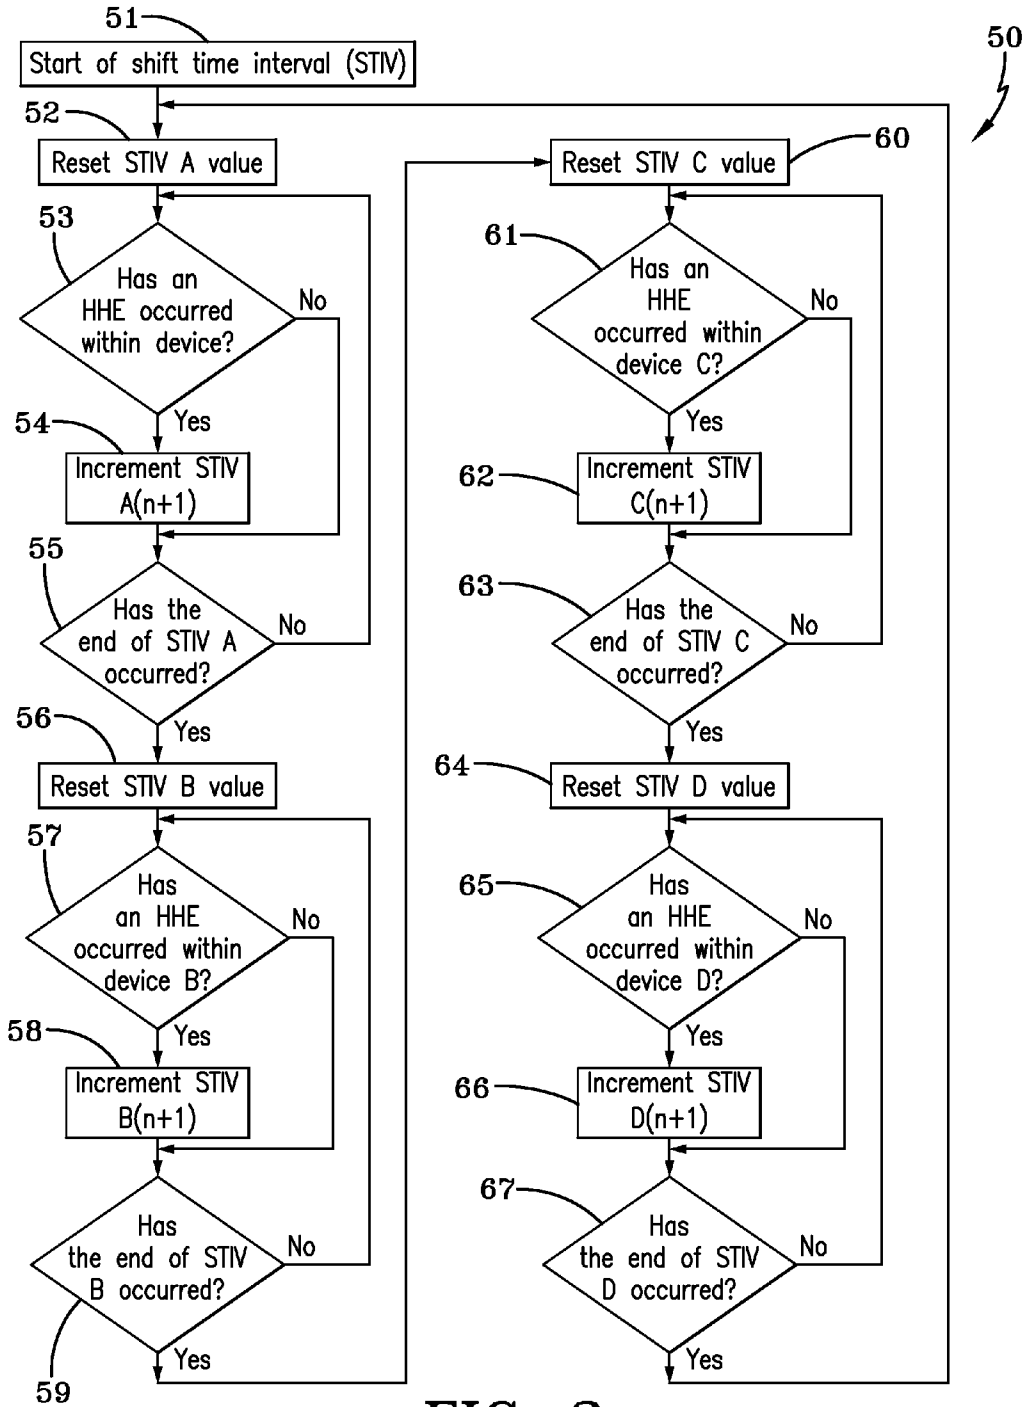 51
Start of shift time interval (STIV)
50
52
Reset STIV A value
53
Has an
HHE occurred
within device?
No
Yes
54
Increment STIV
A(n+1)
55
Has the
end of STIV A
occurred?
No
Yes
56
Reset STIV B value
57
Has
an HHE
occurred within
device B?
No
Yes
58
Increment STIV
B(n+1)
Has
the end of STIV
B occurred?
No
Yes
59
Reset STIV C value
60
61
Has an
HHE
occurred within
device C?
No
Yes
62
Increment STIV
C(n+1)
63
Has the
end of STIV C
occurred?
No
Yes
64
Reset STIV D value
65
Has
an HHE
occurred within
device D?
No
Yes
66
Increment STIV
D(n+1)
67
Has
the end of STIV
D occurred?
No
Yes